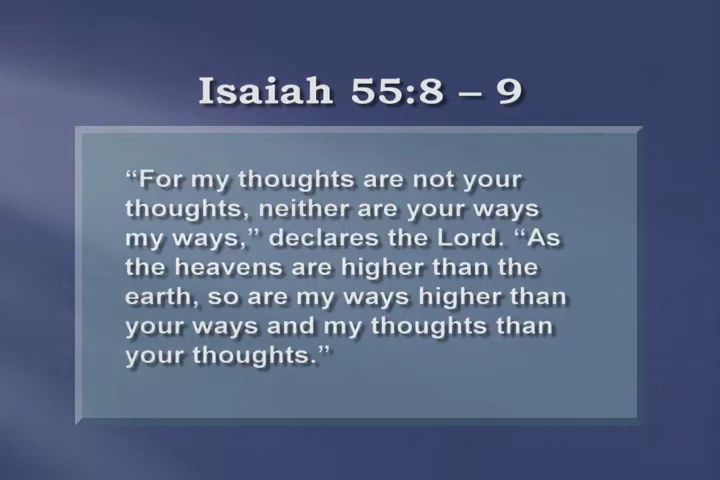 Isaiah 55:8 – 9
“For my thoughts are not your
thoughts, neither are your ways
my ways,” declares the Lord. “As
the heavens are higher than the
earth, so are my ways higher than
your ways and my thoughts than
your thoughts.”